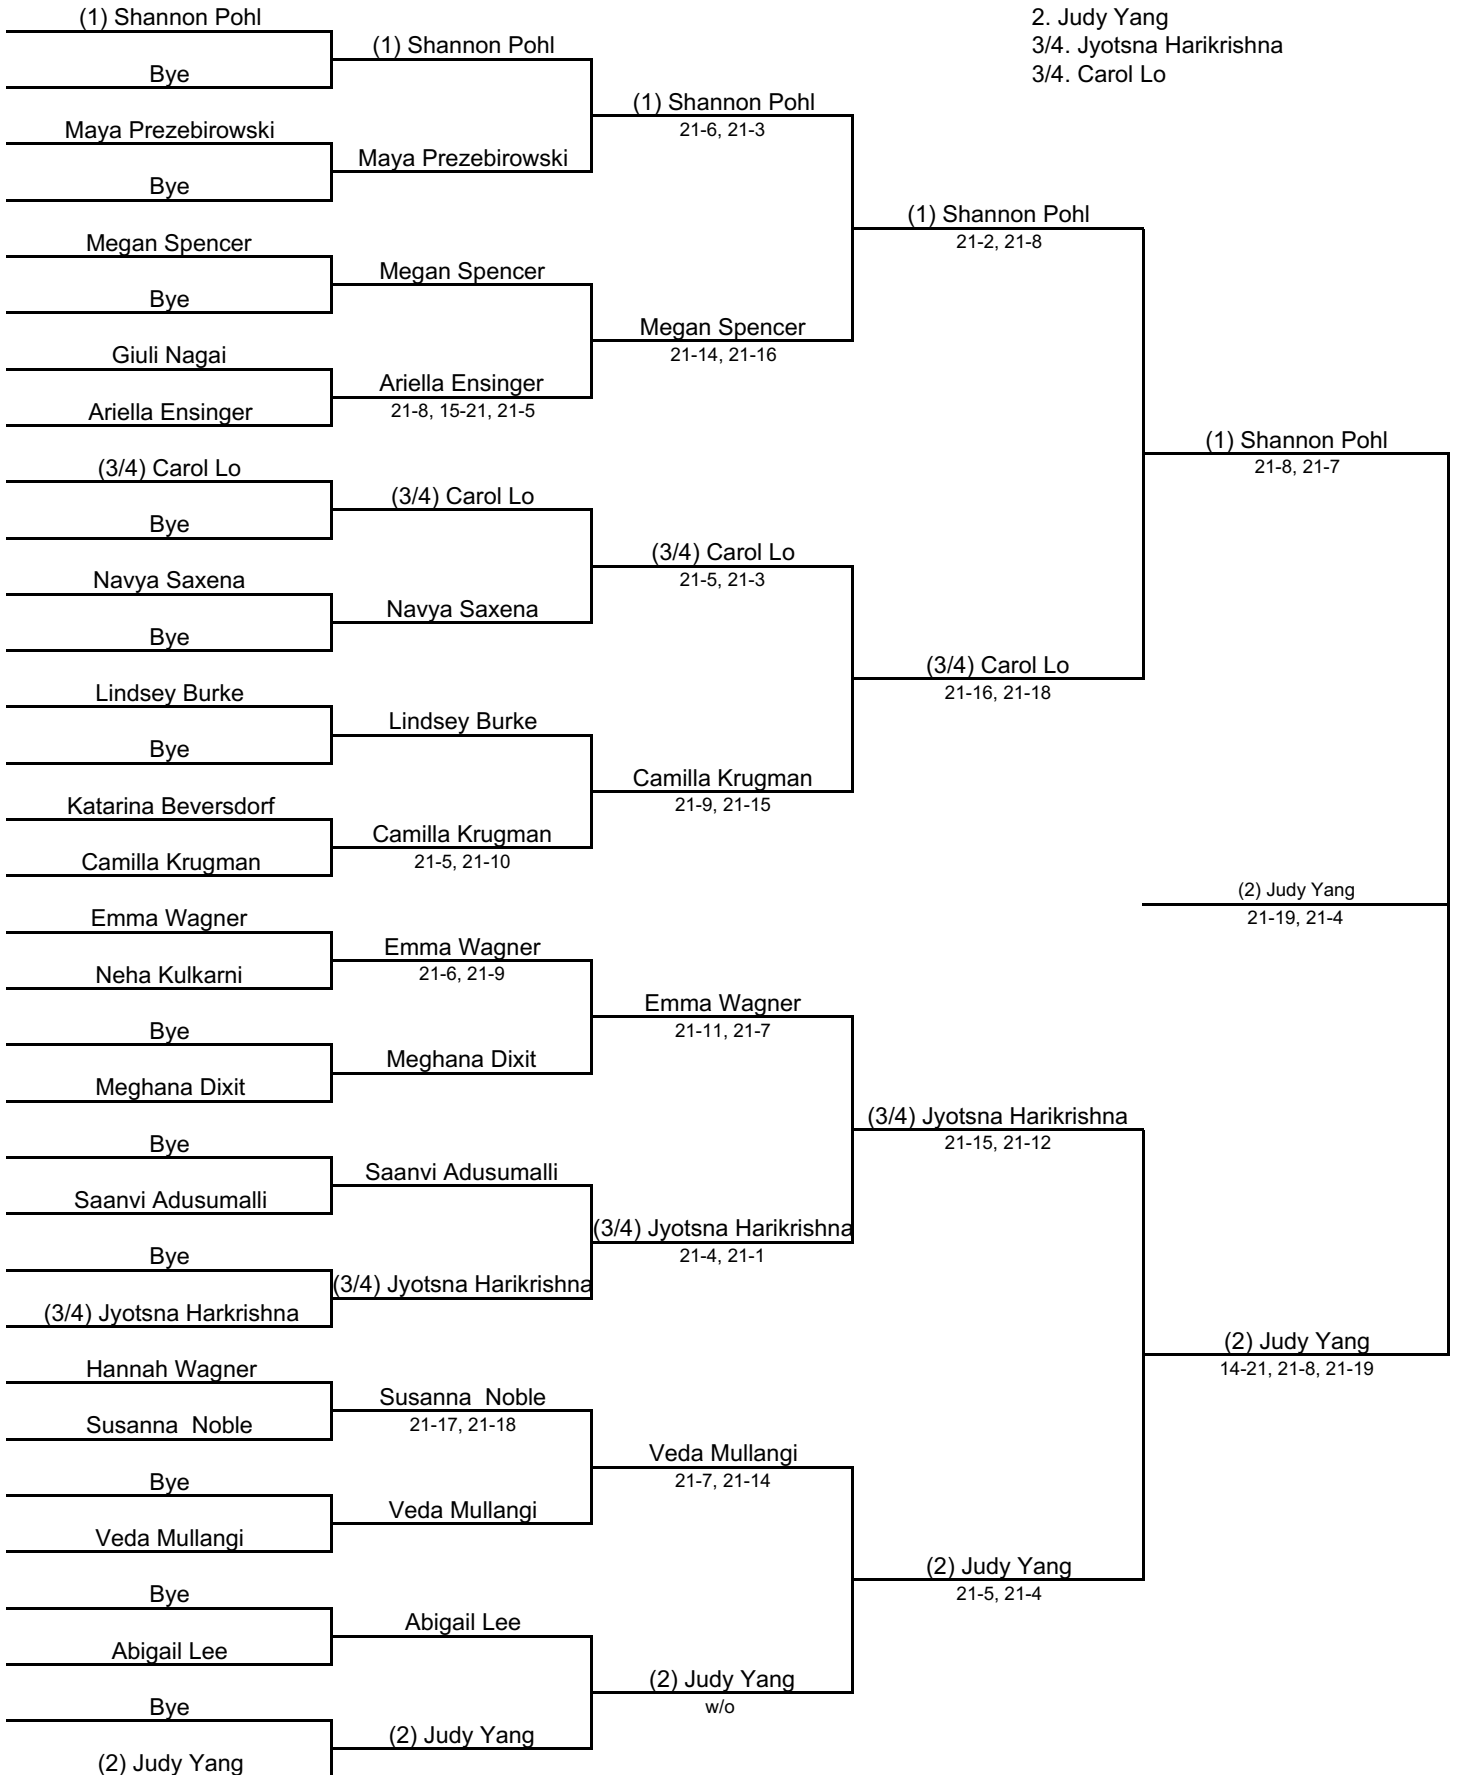 (1) Shannon Pohl
Bye
Maya Prezebirowski
Bye
Megan Spencer
Bye
Giuli Nagai
Ariella Ensinger
(3/4) Carol Lo
Bye
Navya Saxena
Bye
Lindsey Burke
Bye
Katarina Beversdorf
Camilla Krugman
Emma Wagner
Neha Kulkarni
Bye
Meghana Dixit
Bye
Saanvi Adusumalli
Bye
(3/4) Jyotsna Harkrishna
Hannah Wagner
Susanna  Noble
Bye
Veda Mullangi
Bye
Abigail Lee
Bye
(2) Judy Yang
(1) Shannon Pohl
Maya Prezebirowski
Megan Spencer
Ariella Ensinger
21-8, 15-21, 21-5
(3/4) Carol Lo
Navya Saxena
Lindsey Burke
Camilla Krugman
21-5, 21-10
Emma Wagner
21-6, 21-9
Meghana Dixit
Saanvi Adusumalli
(3/4) Jyotsna Harikrishna
Susanna  Noble
21-17, 21-18
Veda Mullangi
Abigail Lee
(2) Judy Yang
(1) Shannon Pohl
21-6, 21-3
Megan Spencer
21-14, 21-16
(3/4) Carol Lo
21-5, 21-3
Camilla Krugman
21-9, 21-15
Emma Wagner
21-11, 21-7
(3/4) Jyotsna Harikrishna
21-4, 21-1
Veda Mullangi
21-7, 21-14
(2) Judy Yang
w/o
(1) Shannon Pohl
21-2, 21-8
(3/4) Carol Lo
21-16, 21-18
(3/4) Jyotsna Harikrishna
21-15, 21-12
(2) Judy Yang
21-5, 21-4
2. Judy Yang
3/4. Jyotsna Harikrishna
3/4. Carol Lo
(1) Shannon Pohl
21-8, 21-7
(2) Judy Yang
21-19, 21-4
(2) Judy Yang
14-21, 21-8, 21-19